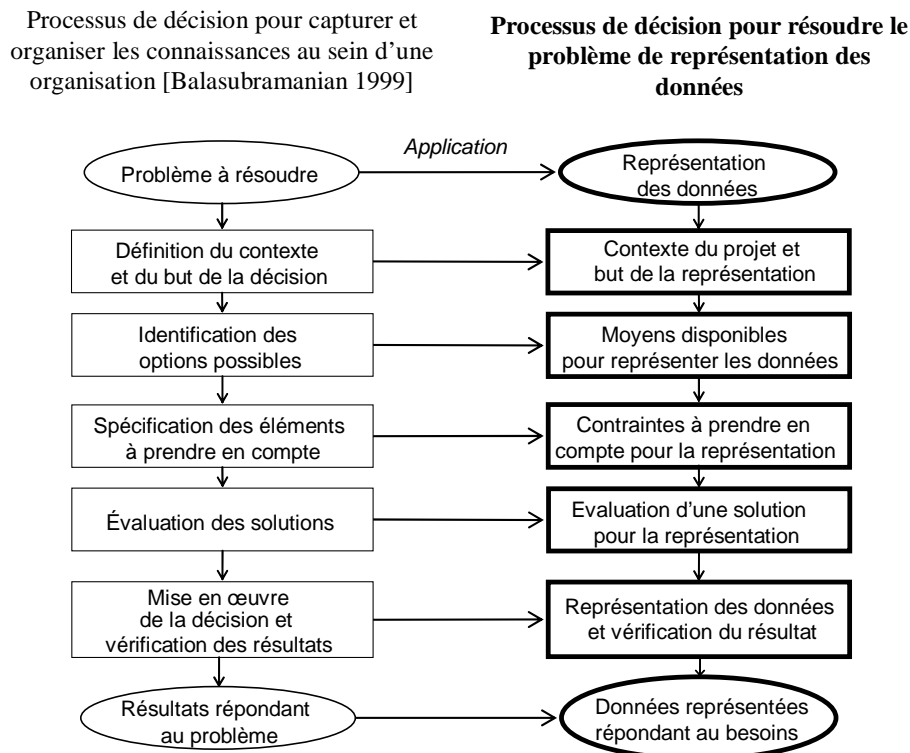 Processus de décision pour capturer et
organiser les connaissances au sein d'une
organisation [Balasubramanian 1999]
Processus de décision pour résoudre le
problème de représentation des
données
Problème à résoudre
Application
Représentation
des données
Définition du contexte
et du but de la décision
Contexte du projet et
but de la représentation
Identification des
options possibles
Moyens disponibles
pour représenter les données
Spécification des éléments
à prendre en compte
Contraintes à prendre en
compte pour la représentation
Évaluation des solutions
Evaluation d'une solution
pour la représentation
Mise en œuvre
de la décision et
vérification des résultats
Représentation des données
et vérification du résultat
Résultats répondant
au problème
Données représentées
répondant au besoins